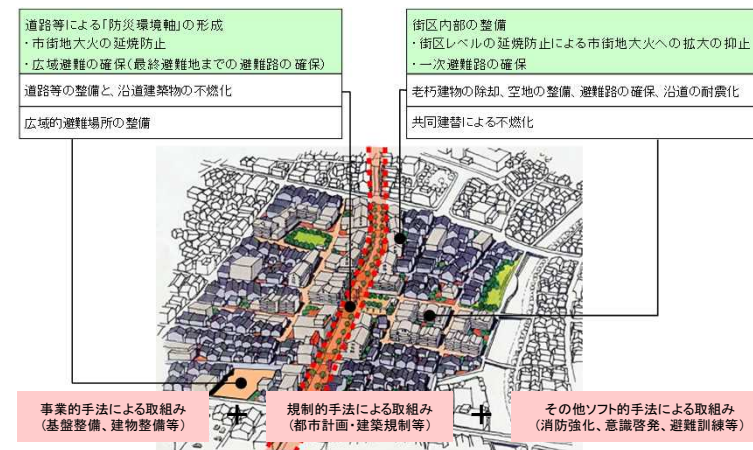 道路等による「防災環境軸」の形成
・市街地大火の延焼防止
・広域避難の確保(最終避難地までの避難路の確保)
道路等の整備と、沿道建築物の不燃化
広域的避難場所の整備
街区内部の整備
・街区レベルの延焼防止による市街地大火への拡大の抑止
・一次避難路の確保
老朽建物の除却、空地の整備、避難路の確保、沿道の耐震化
共同建替による不燃化
事業的手法による取組み
(基盤整備、建物整備等)
+
規制的手法による取組み
(都市計画・建築規制等)
+
その他ソフト的手法による取組み
(消防強化、意識啓発、避難訓練等)